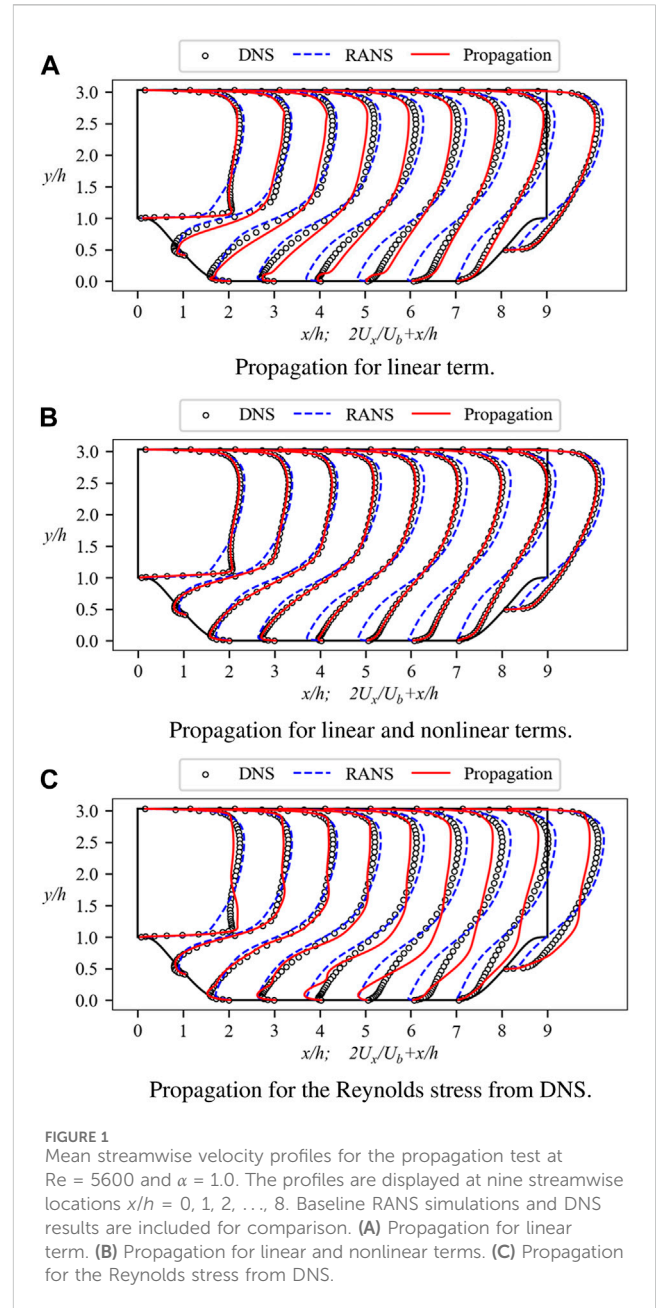 A
DNS RANS Propagation
3.0
2.5
2.0
y/h
1.5
1.0
0.5
0.0
0 1 2 3 4 5 6 7 8 9
x/h; 2Uₓ/U_b+x/h
Propagation for linear term.
B
DNS RANS Propagation
3.0
2.5
2.0
y/h
1.5
1.0
0.5
0.0
0 1 2 3 4 5 6 7 8 9
x/h; 2Uₓ/U_b+x/h
Propagation for linear and nonlinear terms.
C
DNS RANS Propagation
3.0
2.5
2.0
y/h
1.5
1.0
0.5
0.0
0 1 2 3 4 5 6 7 8 9
x/h; 2Uₓ/U_b+x/h
Propagation for the Reynolds stress from DNS.
FIGURE 1
Mean streamwise velocity profiles for the propagation test at
Re = 5600 and α = 1.0. The profiles are displayed at nine streamwise
locations x/h = 0, 1, 2, ..., 8. Baseline RANS simulations and DNS
results are included for comparison. (A) Propagation for linear
term. (B) Propagation for linear and nonlinear terms. (C) Propagation
for the Reynolds stress from DNS.